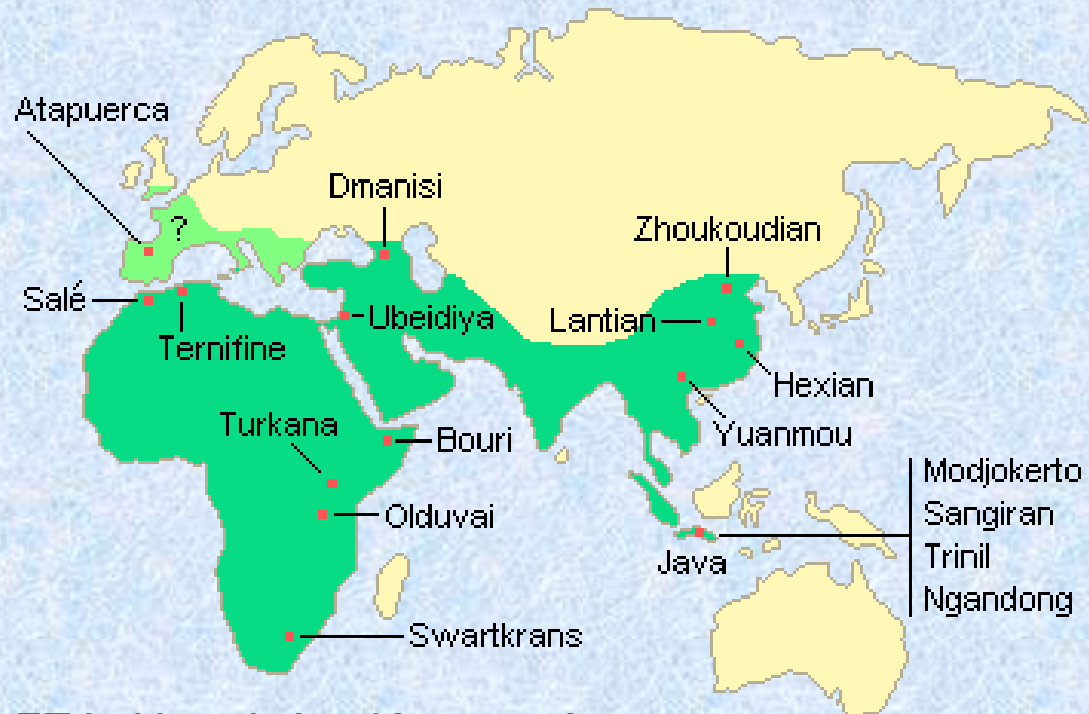 Atapuerca
Dmanisi
?
Zhoukoudian
Salé
Ubeidiya
Lantian
Ternifine
Hexian
Turkana
Bouri
Yuanmou
Modjokerto
Olduvai
Sangiran
Java
Trinil
Ngandong
Swartkrans